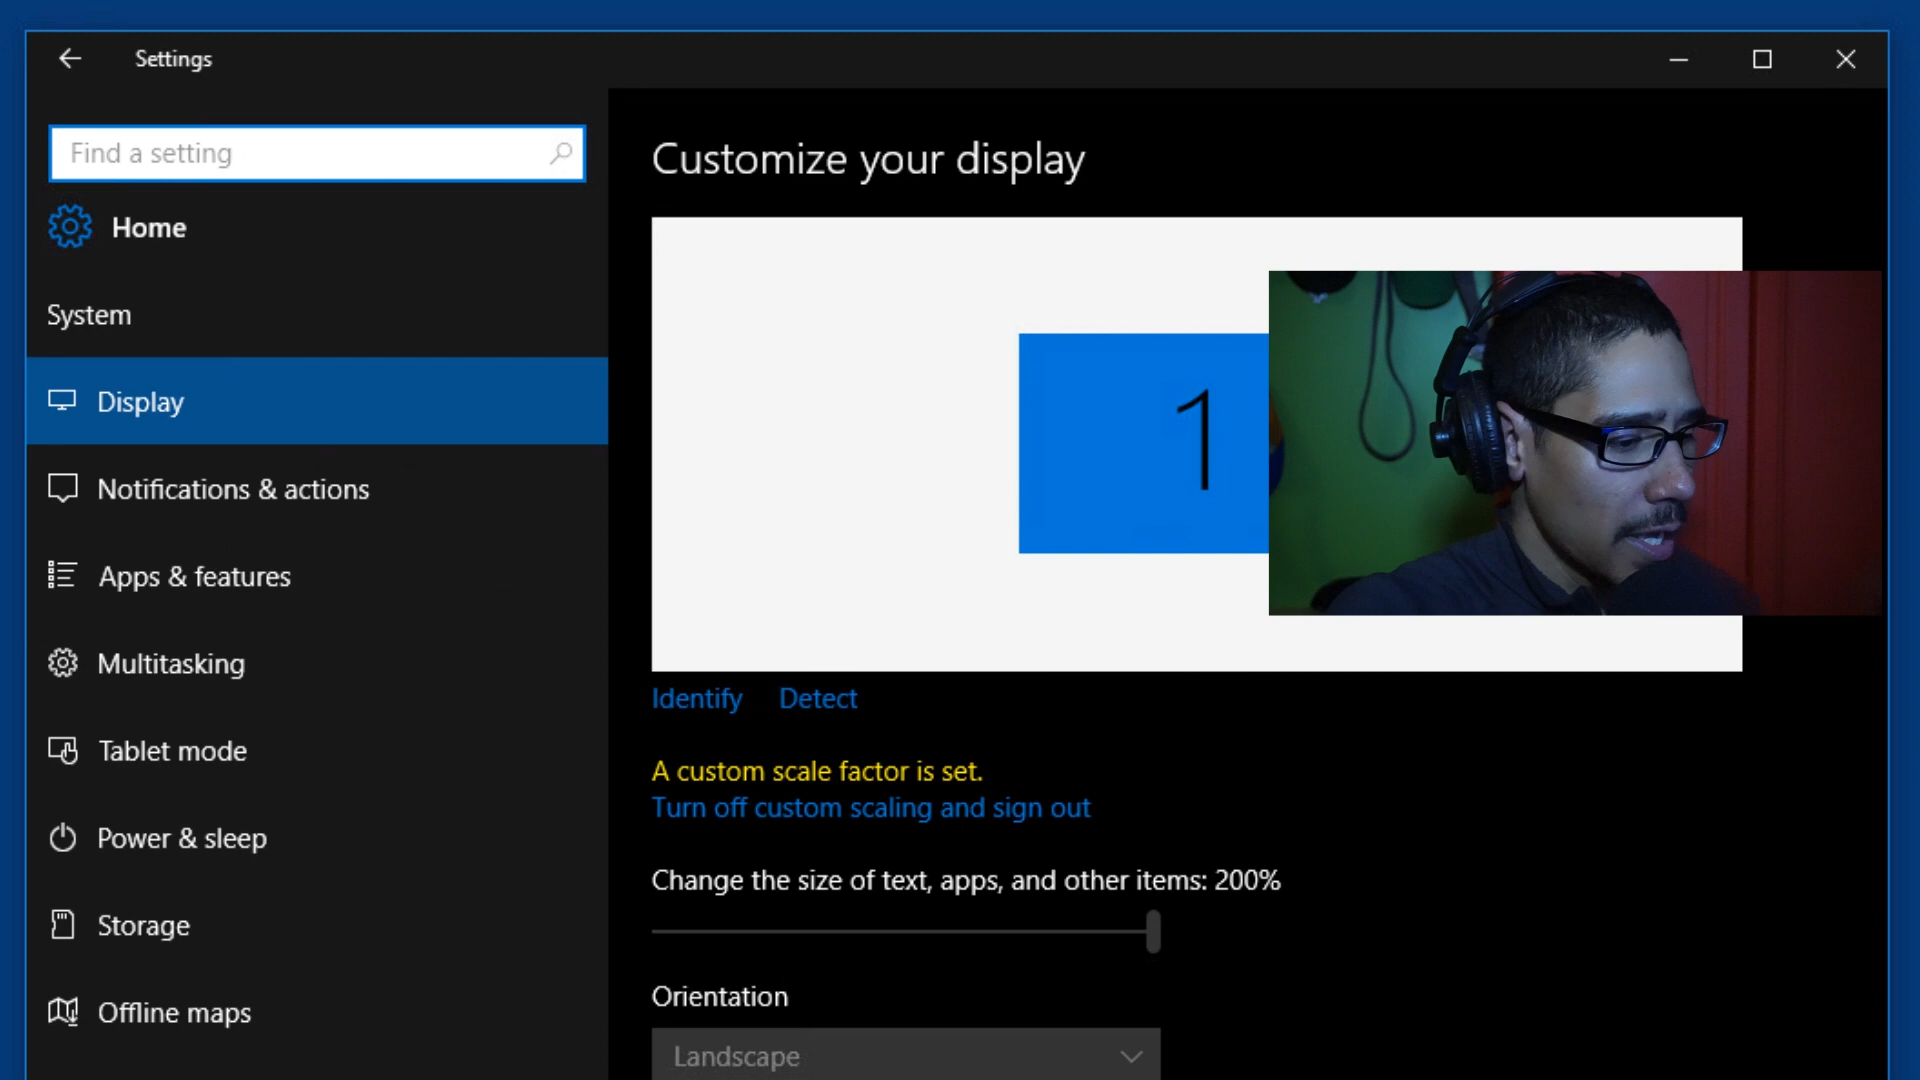 Settings
Find a setting
Home
System
Display
Notifications & actions
Apps & features
Multitasking
Tablet mode
Power & sleep
Storage
Offline maps
Customize your display
1
Identify Detect
A custom scale factor is set.
Turn off custom scaling and sign out
Change the size of text, apps, and other items: 200%
Orientation
Landscape